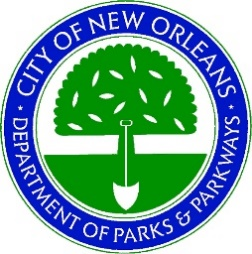 CITY OF NEW ORLEANS
DEPARTMENT OF PARKS & PARKWAYS